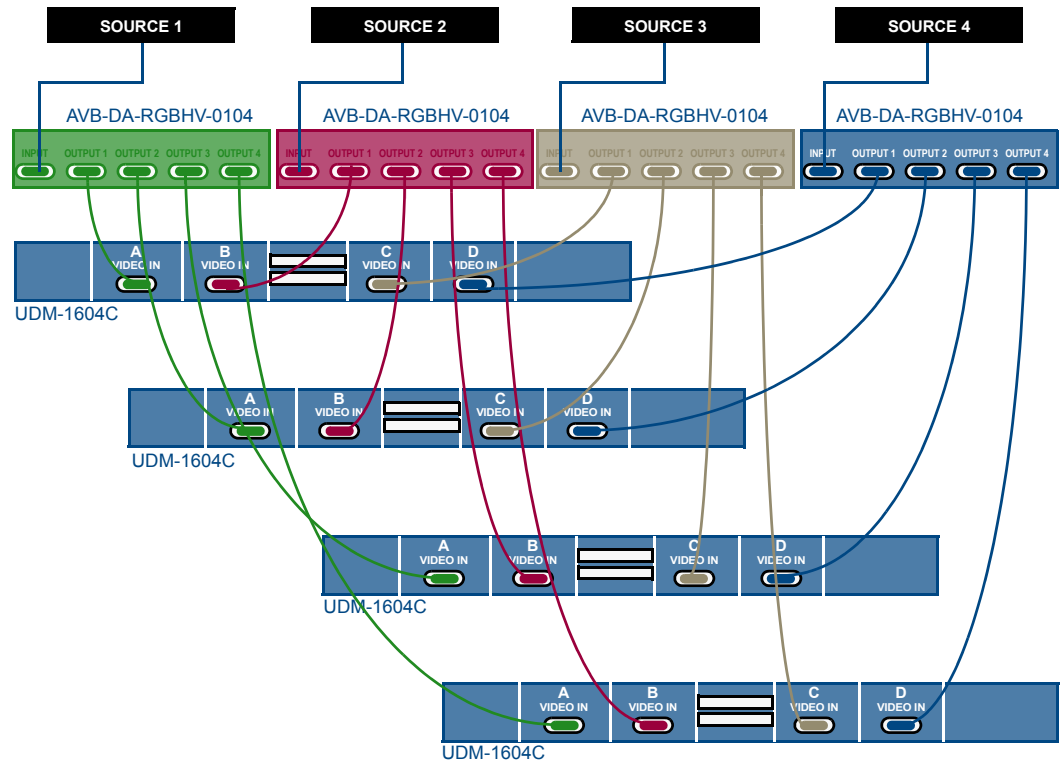 SOURCE 1 SOURCE 2 SOURCE 3 SOURCE 4
AVB-DA-RGBHV-0104 AVB-DA-RGBHV-0104 AVB-DA-RGBHV-0104 AVB-DA-RGBHV-0104
INPUT OUTPUT 1 OUTPUT 2 OUTPUT 3 OUTPUT 4 INPUT OUTPUT 1 OUTPUT 2 OUTPUT 3 OUTPUT 4 INPUT OUTPUT 1 OUTPUT 2 OUTPUT 3 OUTPUT 4 INPUT OUTPUT 1 OUTPUT 2 OUTPUT 3 OUTPUT 4
A B C D
VIDEO IN VIDEO IN VIDEO IN VIDEO IN
UDM-1604C
A B C D
VIDEO IN VIDEO IN VIDEO IN VIDEO IN
UDM-1604C
A B C D
VIDEO IN VIDEO IN VIDEO IN VIDEO IN
UDM-1604C
A B C D
VIDEO IN VIDEO IN VIDEO IN VIDEO IN
UDM-1604C